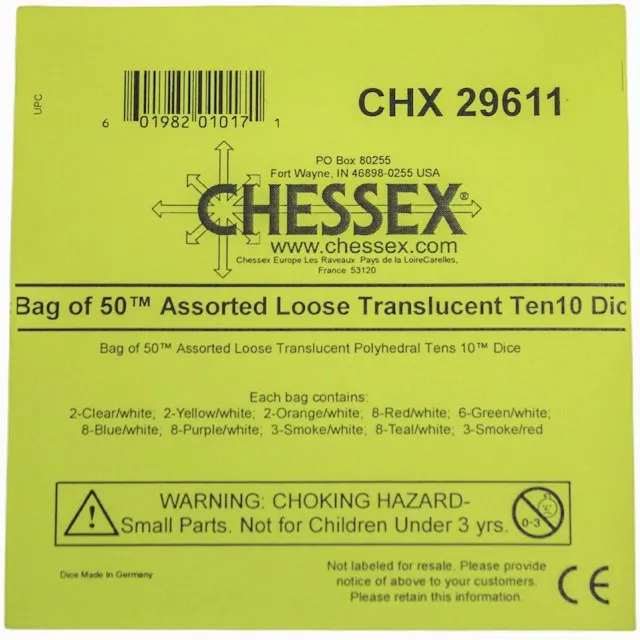 UPC
6 01982 01017 1
CHX 29611
PO Box 80255
Fort Wayne, IN 46898-0255 USA
CHESSEX®
www.chessex.com
Chessex Europe Les Raveaux Pays de la LoireCarelles,
France 53120
Bag of 50™ Assorted Loose Translucent Ten10 Dic
Bag of 50™ Assorted Loose Translucent Polyhedral Tens 10™ Dice
Each bag contains:
2-Clear/white; 2-Yellow/white; 2-Orange/white; 8-Red/white; 6-Green/white;
8-Blue/white; 8-Purple/white; 3-Smoke/white; 8-Teal/white; 3-Smoke/red
WARNING: CHOKING HAZARD-
Small Parts. Not for Children Under 3 yrs.
0-3
Dice Made In Germany
Not labeled for resale. Please provide
notice of above to your customers.
Please retain this information.
CE